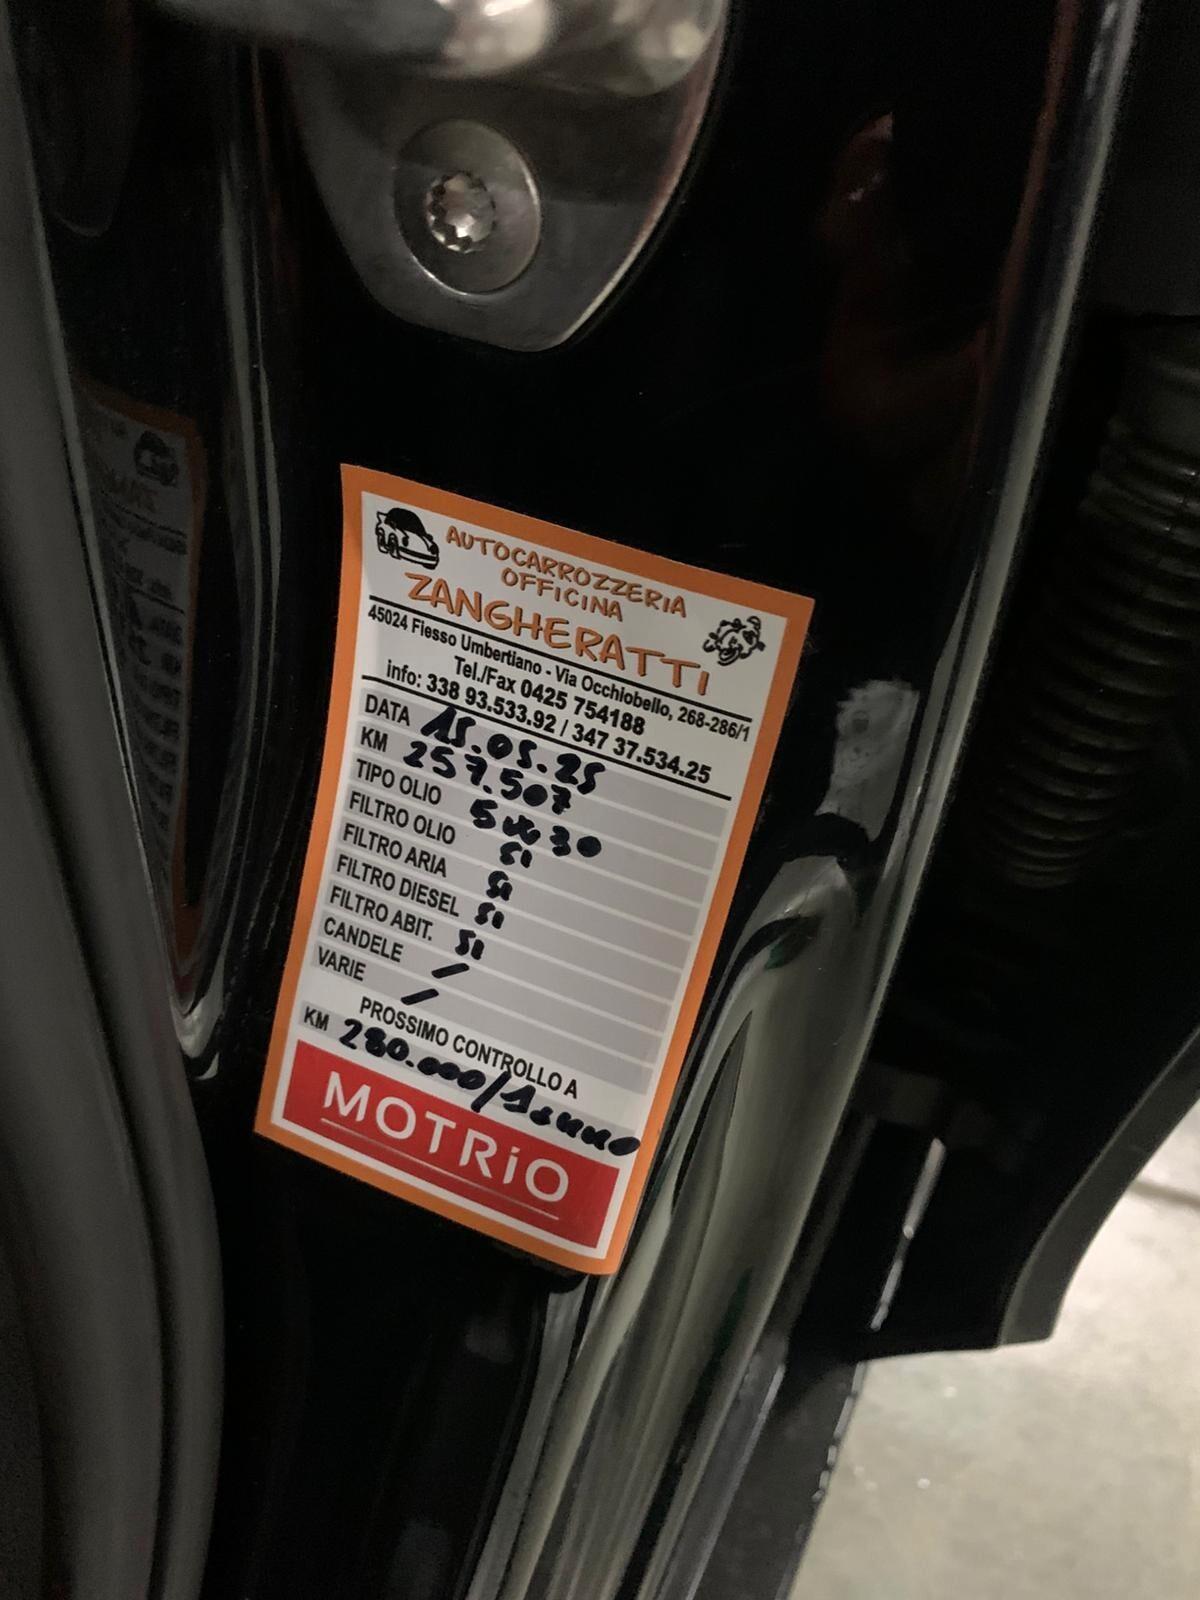 AUTOCARROZZERIA
OFFICINA
ZANGHERATTI
45024 Fiesso Umbertiano - Via Occhiobello, 268-286/1
Tel./Fax 0425 754188
info: 338 93.533.92 / 347 37.534.25
DATA 15.05.25
KM 257.507
TIPO OLIO 5W30
FILTRO OLIO SI
FILTRO ARIA SI
FILTRO DIESEL SI
FILTRO ABIT. SI
CANDELE /
VARIE /
PROSSIMO CONTROLLO A
KM 280.000/1 anno
MOTRiO